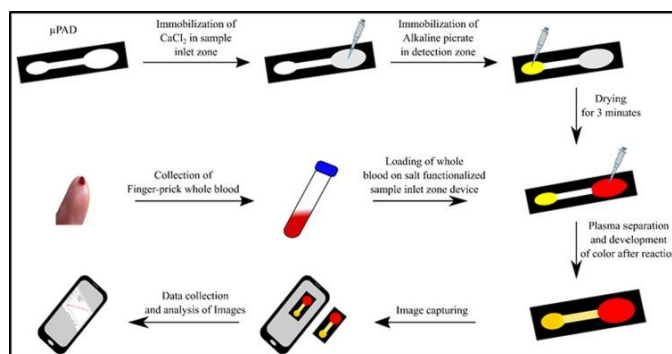 µPAD
Immobilization of
CaCl2 in sample
inlet zone
Immobilization of
Alkaline picrate
in detection zone
Drying
for 3 minutes
Collection of
Finger-prick whole blood
Loading of whole
blood on salt functionalized
sample inlet zone device
Plasma separation
and development
of color after reaction
Image capturing
Data collection
and analysis of Images